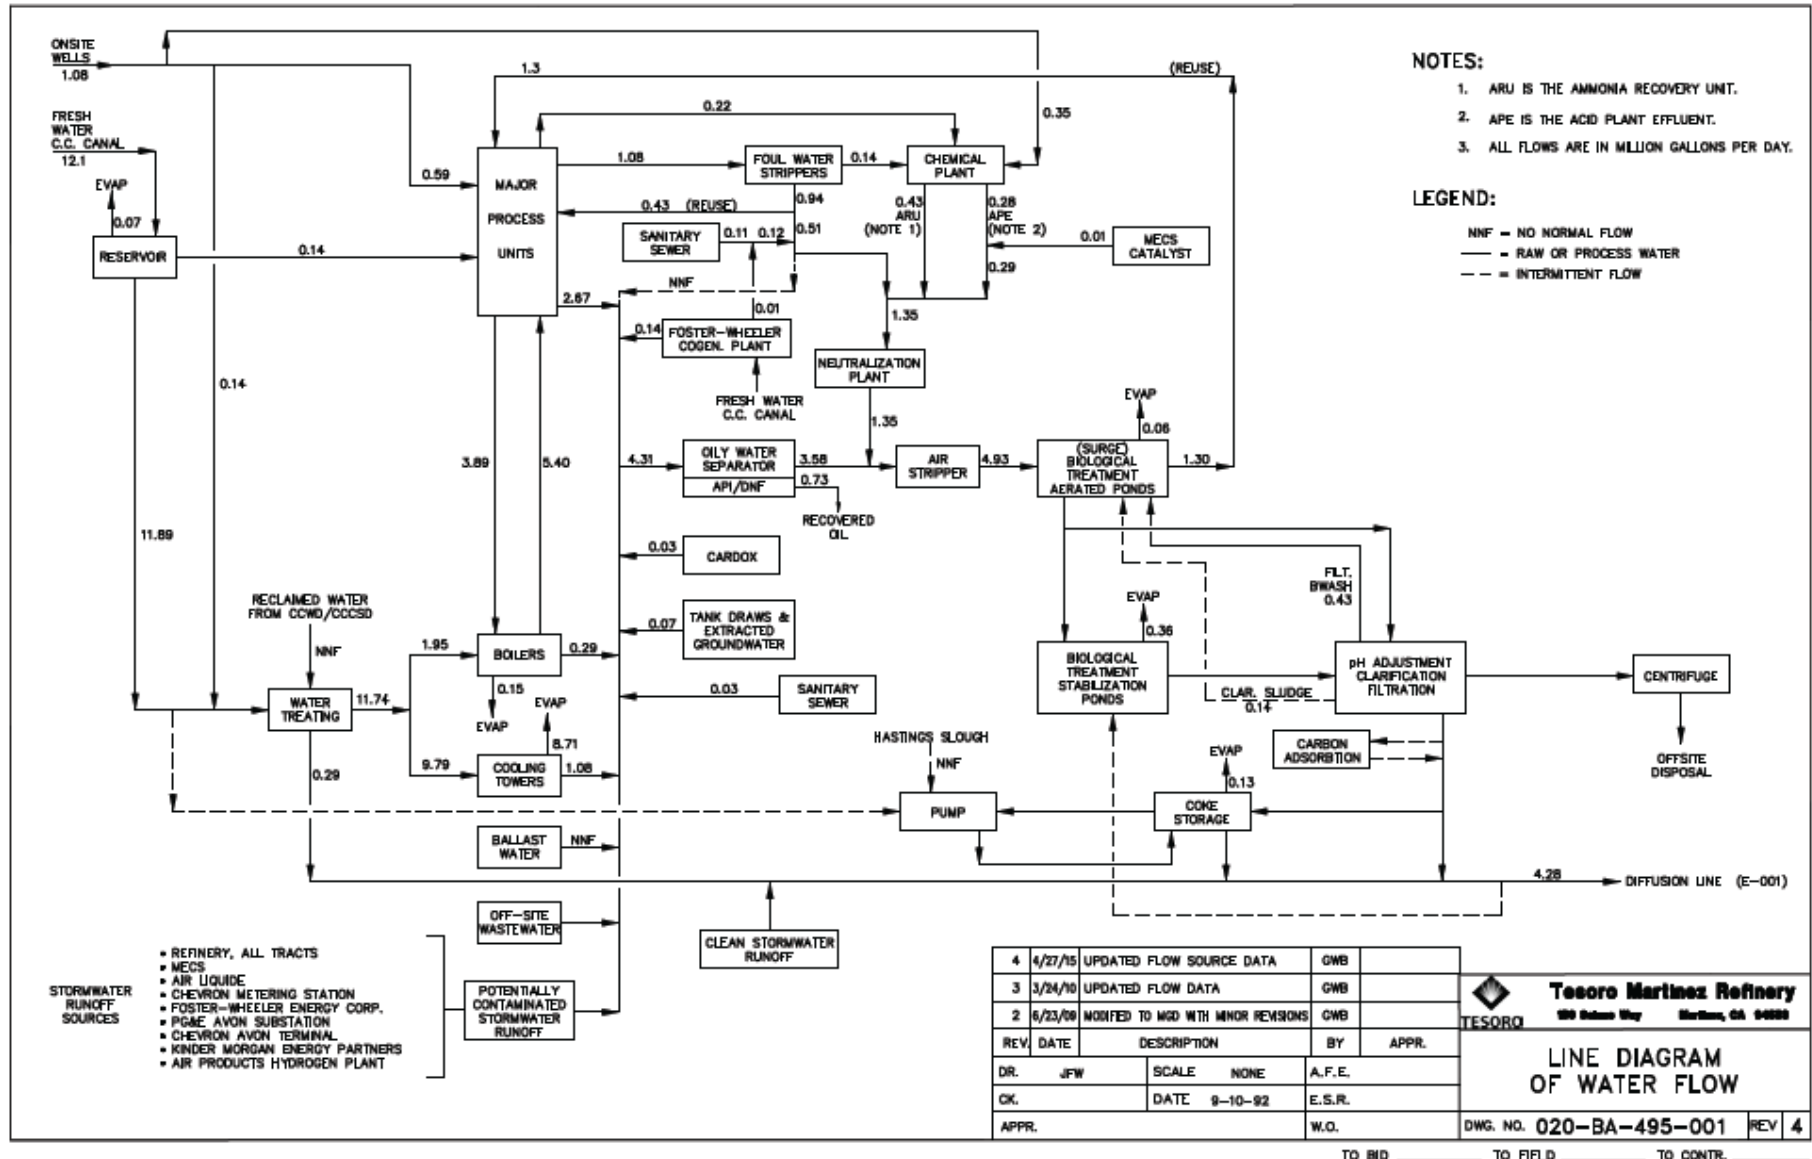 ONSITE
WELLS
1.08
FRESH
WATER
C.C. CANAL
12.1
EVAP
0.07
RESERVOIR
0.14
0.59
0.14
11.89
1.3
(REUSE)
0.22
0.35
MAJOR
PROCESS
UNITS
1.08
FOUL WATER
STRIPPERS
0.14
CHEMICAL
PLANT
0.94
0.43 (REUSE)
0.43
ARU
(NOTE 1)
0.28
APE
(NOTE 2)
SANITARY
SEWER
0.11
0.12
0.51
0.01
MECS
CATALYST
0.29
NNF
2.67
0.01
0.14
FOSTER-WHEELER
COGEN. PLANT
FRESH WATER
C.C. CANAL
1.35
NEUTRALIZATION
PLANT
1.35
3.89
5.40
4.31
OILY WATER
SEPARATOR
API/DNF
3.58
0.73
RECOVERED
OIL
AIR
STRIPPER
4.93
EVAP
0.06
(SURGE)
BIOLOGICAL
TREATMENT
AERATED PONDS
1.30
0.03
CARDOX
0.07
TANK DRAWS &
EXTRACTED
GROUNDWATER
0.03
SANITARY
SEWER
RECLAIMED WATER
FROM CCWD/CCCSD
NNF
WATER
TREATING
11.74
1.95
BOILERS
0.29
0.15
EVAP
EVAP
8.71
9.79
COOLING
TOWERS
1.08
0.29
FILT.
BWASH
0.43
EVAP
0.36
BIOLOGICAL
TREATMENT
STABILIZATION
PONDS
CLAR. SLUDGE
0.14
pH ADJUSTMENT
CLARIFICATION
FILTRATION
CENTRIFUGE
OFFSITE
DISPOSAL
CARBON
ADSORBTION
HASTINGS SLOUGH
NNF
PUMP
EVAP
0.13
COKE
STORAGE
BALLAST
WATER
NNF
4.28
DIFFUSION LINE (E-001)
OFF-SITE
WASTEWATER
CLEAN STORMWATER
RUNOFF
POTENTIALLY
CONTAMINATED
STORMWATER
RUNOFF
STORMWATER
RUNOFF
SOURCES
• REFINERY, ALL TRACTS
• MECS
• AIR LIQUIDE
• CHEVRON METERING STATION
• FOSTER-WHEELER ENERGY CORP.
• PG&E AVON SUBSTATION
• CHEVRON AVON TERMINAL
• KINDER MORGAN ENERGY PARTNERS
• AIR PRODUCTS HYDROGEN PLANT
NOTES:
1. ARU IS THE AMMONIA RECOVERY UNIT.
2. APE IS THE ACID PLANT EFFLUENT.
3. ALL FLOWS ARE IN MILLION GALLONS PER DAY.
LEGEND:
NNF - NO NORMAL FLOW
= RAW OR PROCESS WATER
= INTERMITTENT FLOW
4 4/27/15 UPDATED FLOW SOURCE DATA GWB
3 3/24/10 UPDATED FLOW DATA GWB
2 6/23/09 MODIFIED TO MGD WITH MINOR REVISIONS GWB
REV. DATE DESCRIPTION BY APPR.
DR. JFW SCALE NONE A.F.E.
CK. DATE 9-10-92 E.S.R.
APPR. W.O.
TESORO
Tesoro Martinez Refinery
Martinez, CA
LINE DIAGRAM
OF WATER FLOW
DWG. NO. 020-BA-495-001 REV 4
TO BID TO FIELD TO CONTR.